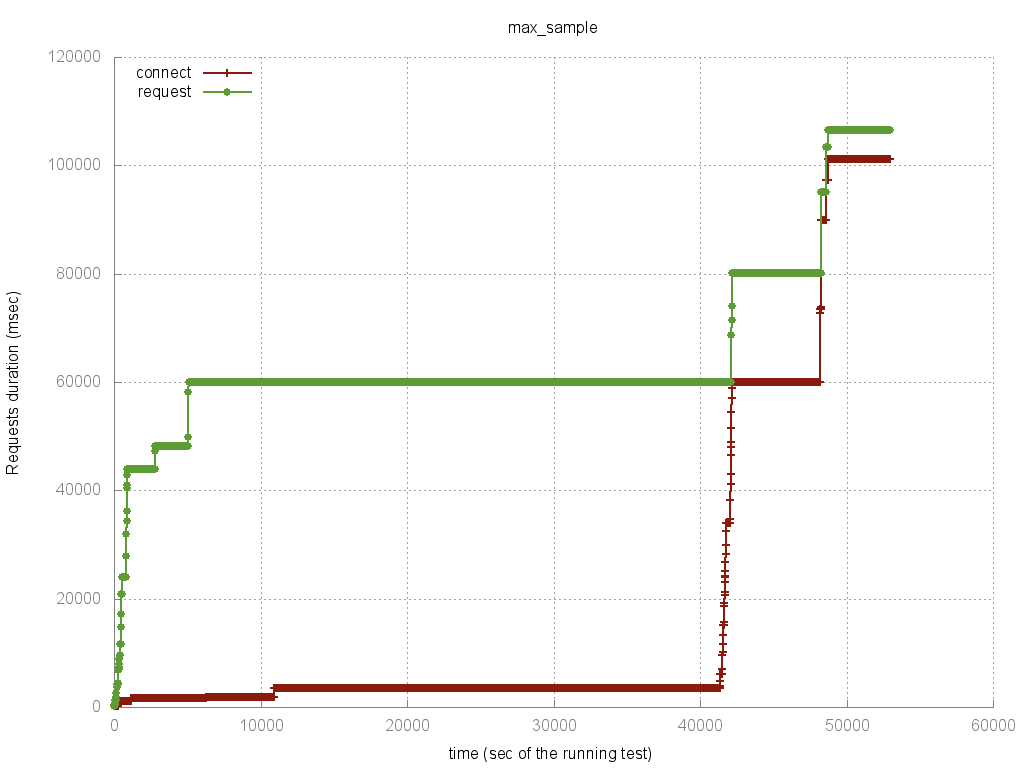 max_sample
120000
connect
request
100000
80000
60000
40000
20000
0
Requests duration (msec)
0 10000 20000 30000 40000 50000 60000
time (sec of the running test)